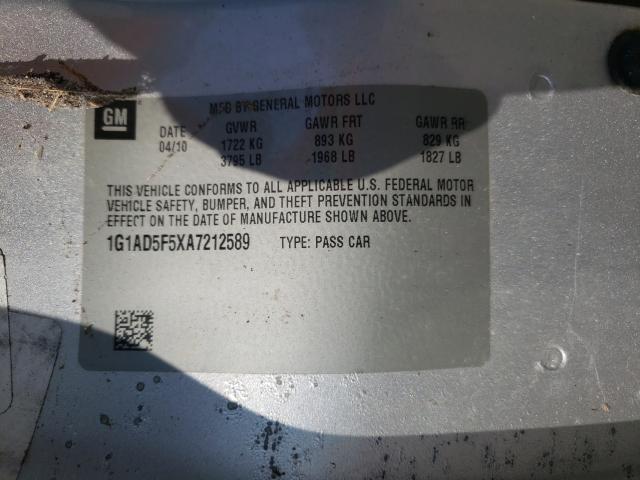 GM
MFD BY GENERAL MOTORS LLC
DATE GVWR GAWR FRT GAWR RR
04/10 1722 KG 893 KG 829 KG
3795 LB 1968 LB 1827 LB
THIS VEHICLE CONFORMS TO ALL APPLICABLE U.S. FEDERAL MOTOR
VEHICLE SAFETY, BUMPER, AND THEFT PREVENTION STANDARDS IN
EFFECT ON THE DATE OF MANUFACTURE SHOWN ABOVE.
1G1AD5F5XA7212589 TYPE: PASS CAR